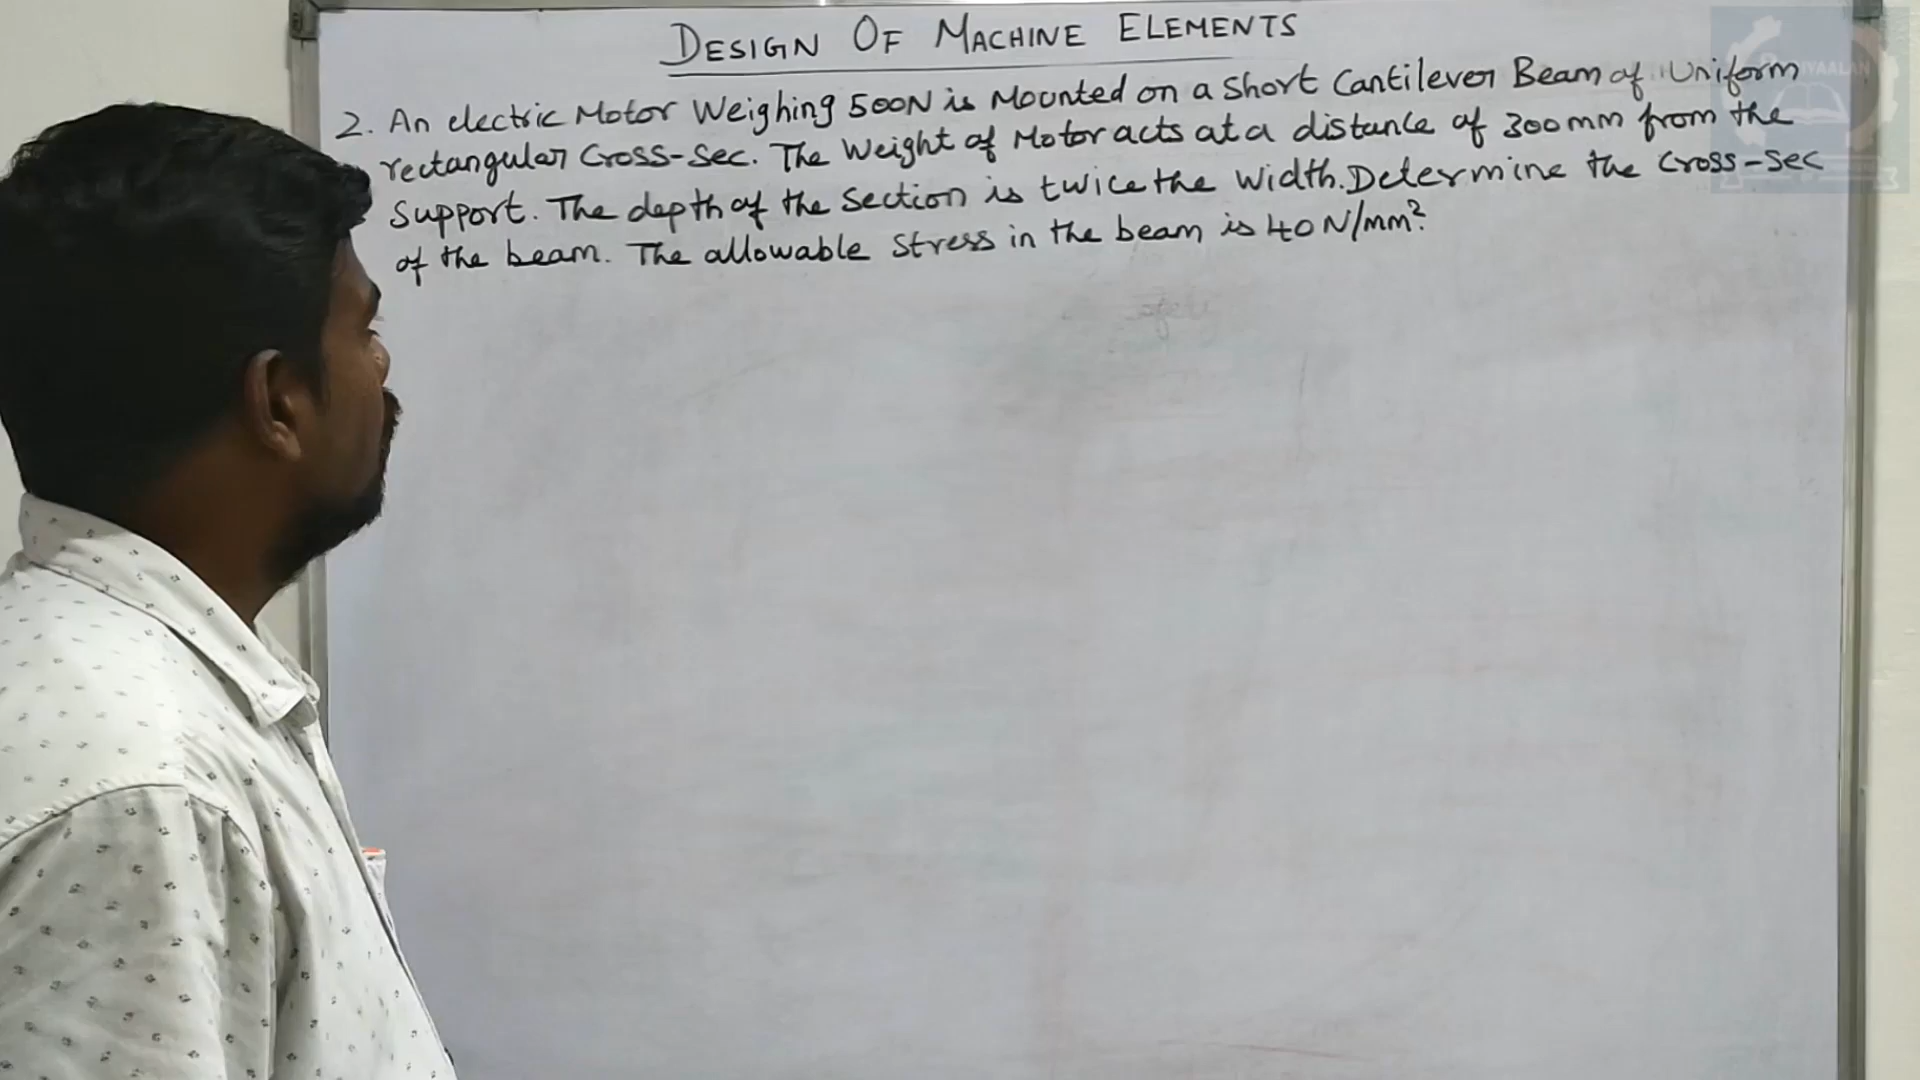 DESIGN OF MACHINE ELEMENTS
2. An electric Motor Weighing 500N is Mounted on a Short Cantilever Beam of Uniform
rectangular Cross-Sec. The Weight of Motor acts at a distance of 300mm from the
Support. The depth of the Section is twice the Width. Determine the Cross-Sec
of the beam. The allowable Stress in the beam is 40N/mm².